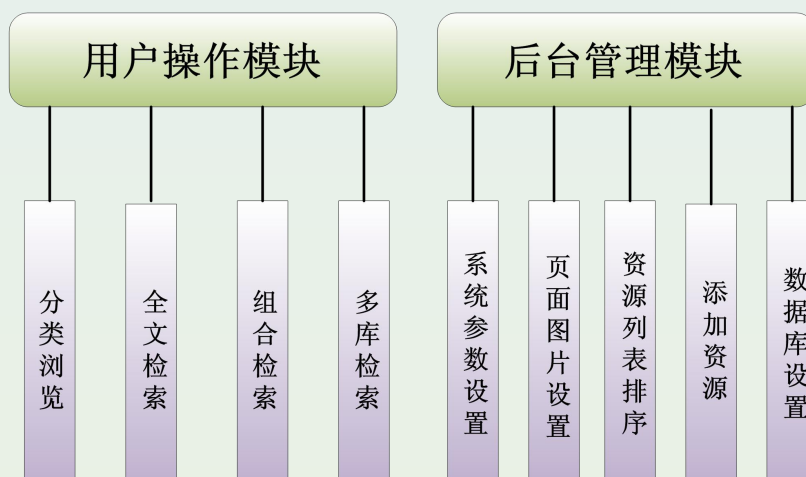 用户操作模块
后台管理模块
分类浏览
全文检索
组合检索
多库检索
系统参数设置
页面图片设置
资源列表排序
添加资源
数据库设置